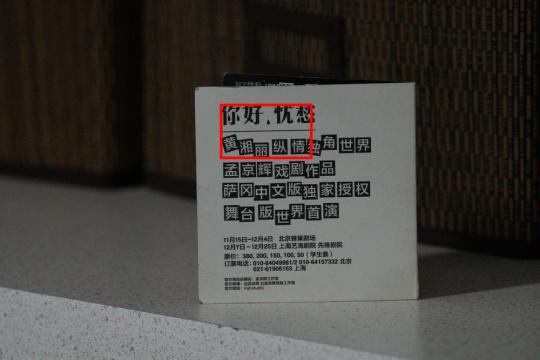 你好，忧愁
黄湘丽纵情独角世界
孟京辉戏剧作品
萨冈中文版独家授权
舞台版世界首演
11月15日~12月4日 北京蜂巢剧场
12月7日~12月25日 上海艺海剧院 先锋剧院
票价：380, 200, 150, 100, 50（学生票）
订票电话：010-84049981/2 010-64157332 北京
021-61906163 上海